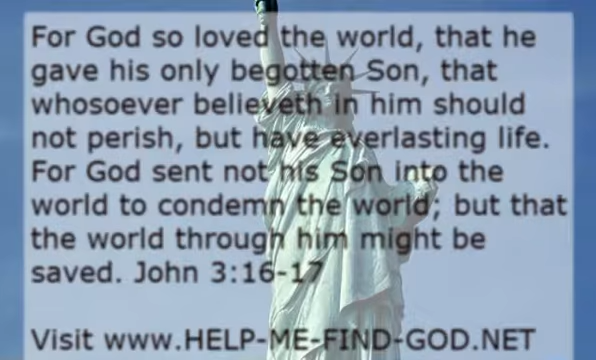 For God so loved the world, that he
gave his only begotten Son, that
whosoever believeth in him should
not perish, but have everlasting life.
For God sent not his Son into the
world to condemn the world; but that
the world through him might be
saved. John 3:16-17
Visit www.HELP-ME-FIND-GOD.NET